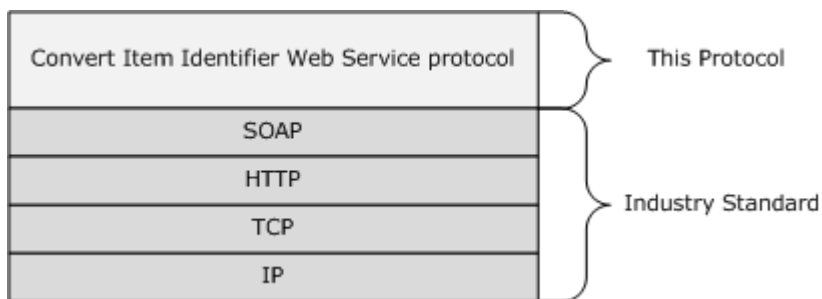 Convert Item Identifier Web Service protocol
This Protocol
SOAP
HTTP
TCP
IP
Industry Standard